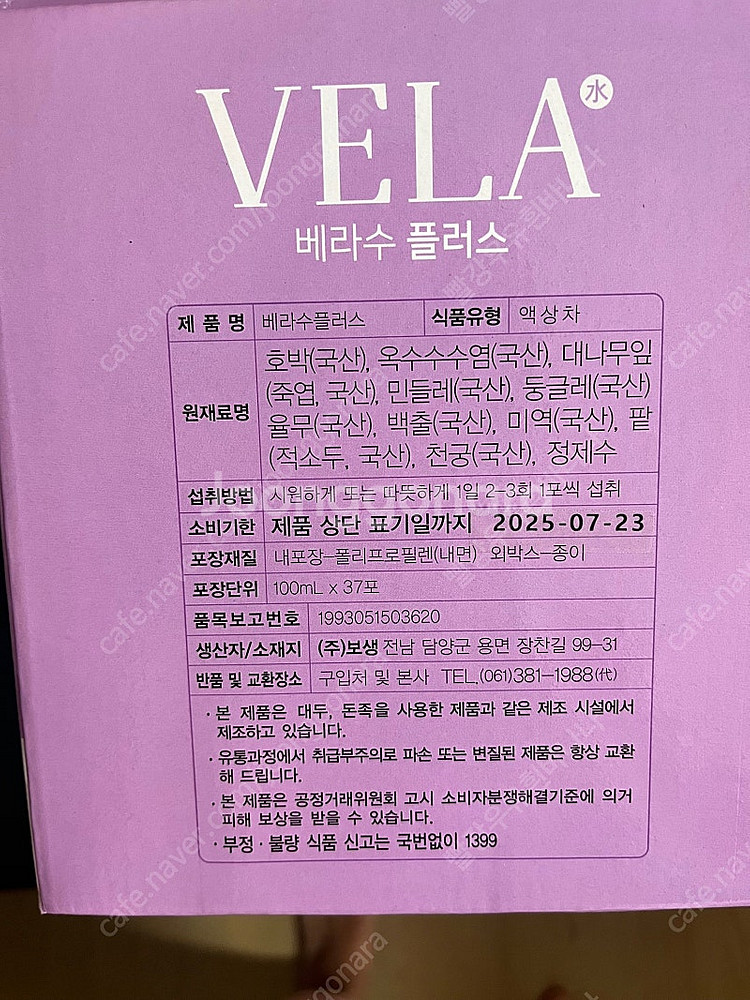 VELA 水
베라수 플러스
제 품 명 베라수플러스 식품유형 액상차
원재료명 호박(국산), 옥수수수염(국산), 대나무잎
(죽엽, 국산), 민들레(국산), 둥글레(국산)
율무(국산), 백출(국산), 미역(국산), 팥
(적소두, 국산), 천궁(국산), 정제수
섭취방법 시원하게 또는 따뜻하게 1일 2-3회 1포씩 섭취
소비기한 제품 상단 표기일까지 2025-07-23
포장재질 내포장-폴리프로필렌(내면) 외박스-종이
포장단위 100mL x 37포
품목보고번호 1993051503620
생산자/소재지 (주)보생 전남 담양군 용면 장찬길 99-31
반품 및 교환장소 구입처 및 본사 TEL.(061)381-1988(代)
· 본 제품은 대두, 돈족을 사용한 제품과 같은 제조 시설에서
제조하고 있습니다.
· 유통과정에서 취급부주의로 파손 또는 변질된 제품은 항상 교환
해 드립니다.
· 본 제품은 공정거래위원회 고시 소비자분쟁해결기준에 의거
피해 보상을 받을 수 있습니다.
· 부정 · 불량 식품 신고는 국번없이 1399
joongonara
cafe.naver.com/joongonara